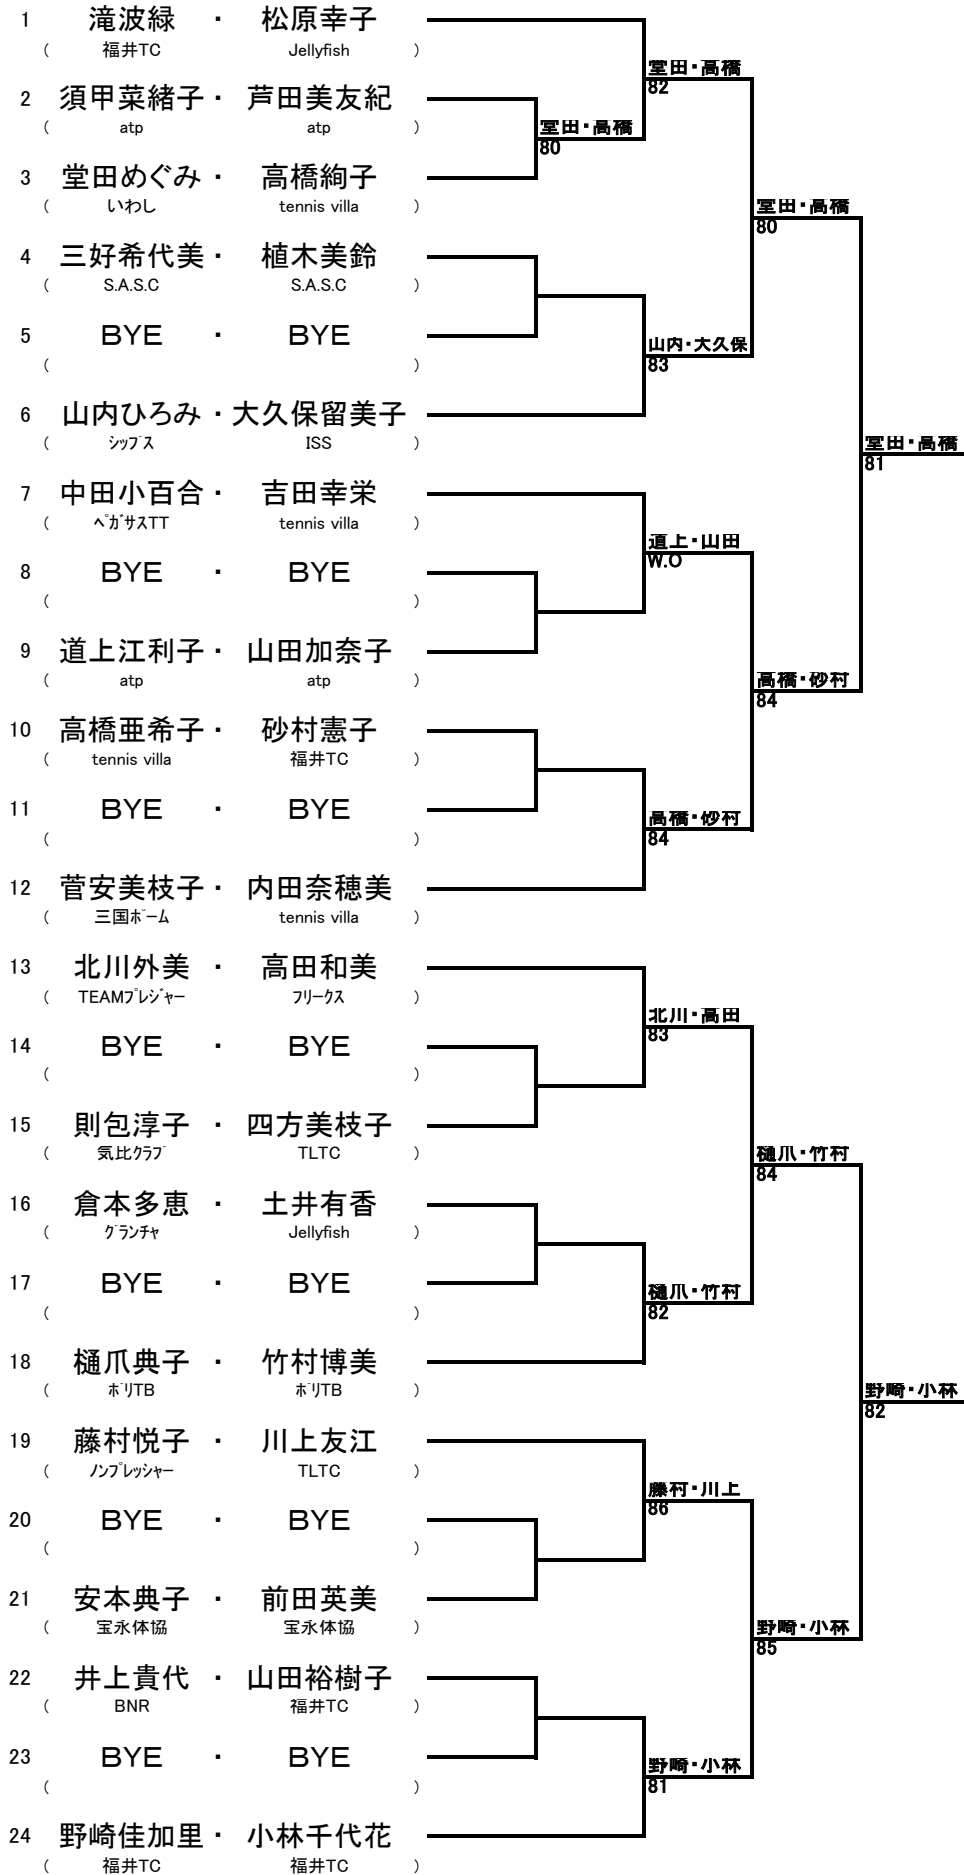 1 滝波緑 ・ 松原幸子
( 福井TC Jellyfish )
堂田・高橋
82
2 須甲菜緒子 ・ 芦田美友紀
( atp atp )
堂田・高橋
80
3 堂田めぐみ ・ 高橋絢子
( いわし tennis villa )
堂田・高橋
80
4 三好希代美 ・ 植木美鈴
( S.A.S.C S.A.S.C )
5 BYE ・ BYE
( )
山内・大久保
83
6 山内ひろみ ・ 大久保留美子
( シップス ISS )
堂田・高橋
81
7 中田小百合 ・ 吉田幸栄
( ペガサスTT tennis villa )
道上・山田
W.O
8 BYE ・ BYE
( )
9 道上江利子 ・ 山田加奈子
( atp atp )
高橋・砂村
84
10 高橋亜希子 ・ 砂村憲子
( tennis villa 福井TC )
11 BYE ・ BYE
( )
高橋・砂村
84
12 菅安美枝子 ・ 内田奈穂美
( 三国ホーム tennis villa )
13 北川外美 ・ 高田和美
( TEAMプレジャー フリークス )
北川・高田
83
14 BYE ・ BYE
( )
15 則包淳子 ・ 四方美枝子
( 気比クラブ TLTC )
樋爪・竹村
84
16 倉本多恵 ・ 土井有香
( グランチャ Jellyfish )
17 BYE ・ BYE
( )
樋爪・竹村
82
18 樋爪典子 ・ 竹村博美
( ホリTB ホリTB )
野崎・小林
82
19 藤村悦子 ・ 川上友江
( ノンプレッシャー TLTC )
藤村・川上
86
20 BYE ・ BYE
( )
21 安本典子 ・ 前田英美
( 宝永体協 宝永体協 )
野崎・小林
85
22 井上貴代 ・ 山田裕樹子
( BNR 福井TC )
23 BYE ・ BYE
( )
野崎・小林
81
24 野崎佳加里 ・ 小林千代花
( 福井TC 福井TC )